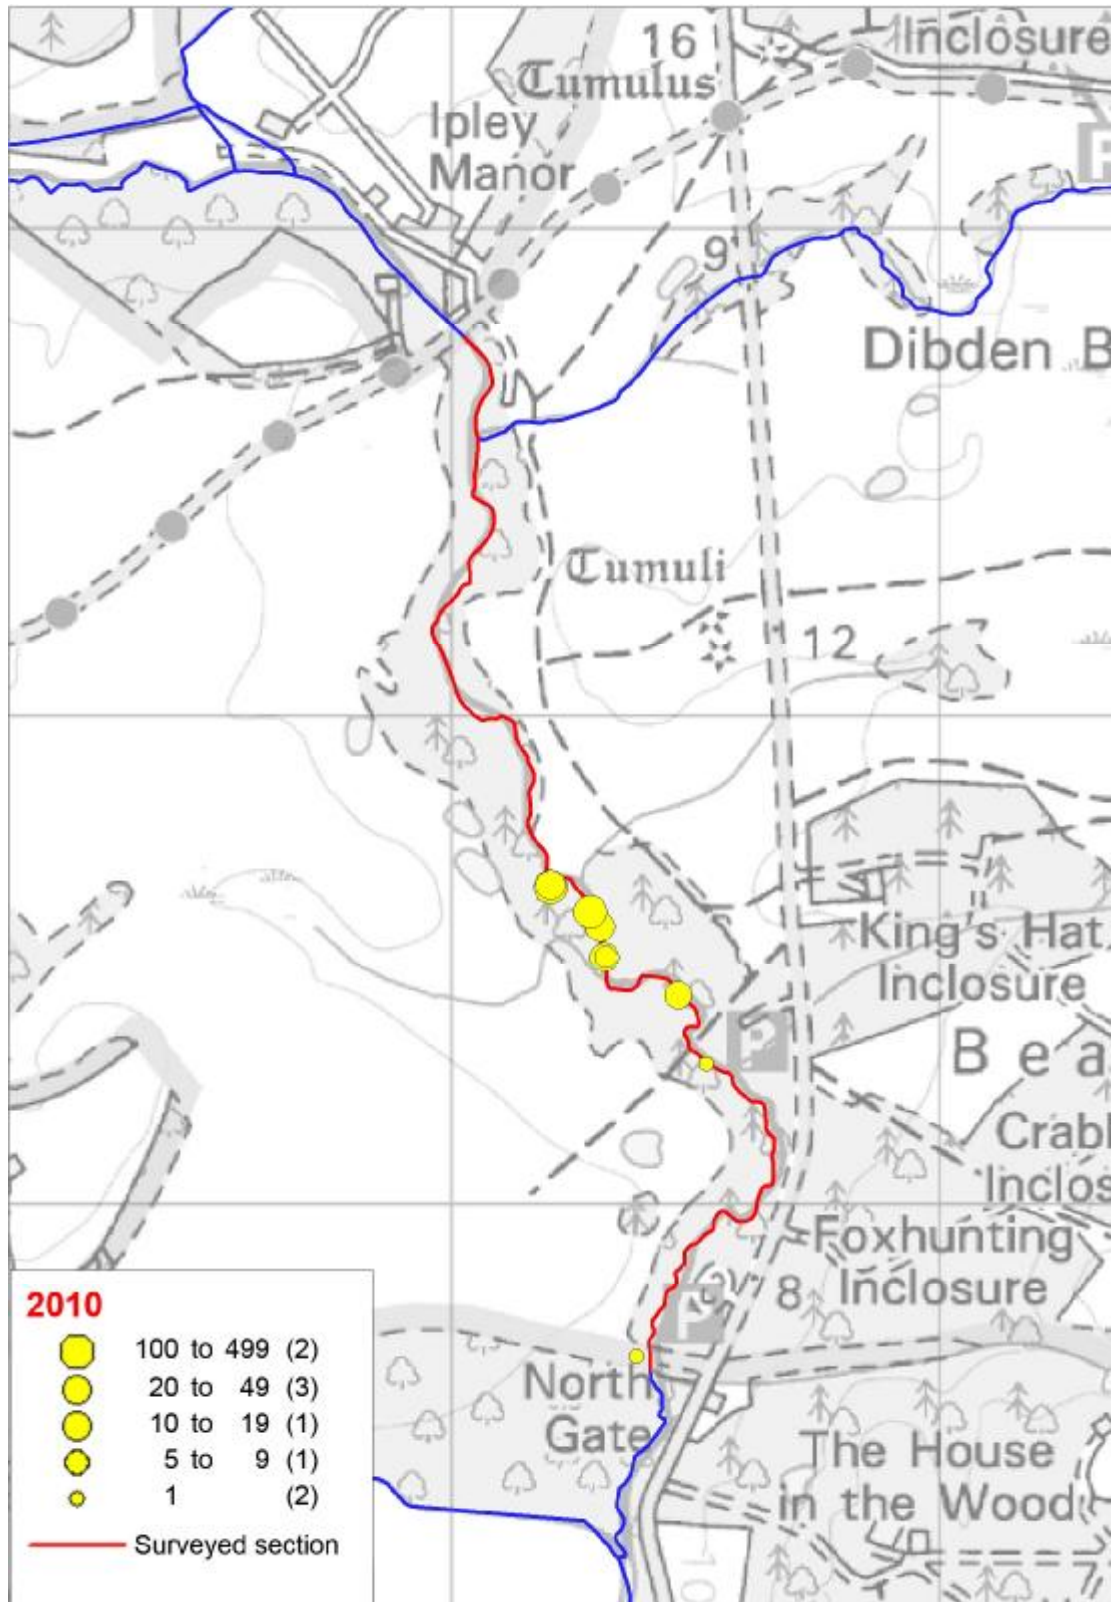 16
Inclosure
Tumulus
Ipley
Manor
P
9
Dibden B
Tumuli
12
King's Hat
Inclosure
P
B e a
Crabl
Inclos
Foxhunting
Inclosure
8
P
North
Gate
The House
in the Wood
2010
100 to 499 (2)
20 to 49 (3)
10 to 19 (1)
5 to 9 (1)
1 (2)
Surveyed section